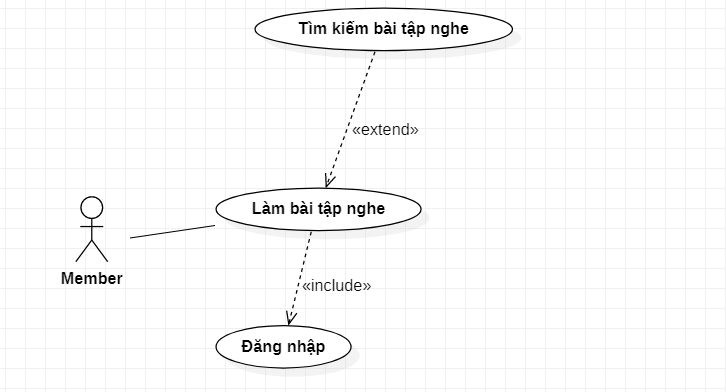 Tìm kiếm bài tập nghe
«extend»
Làm bài tập nghe
Member
«include»
Đăng nhập